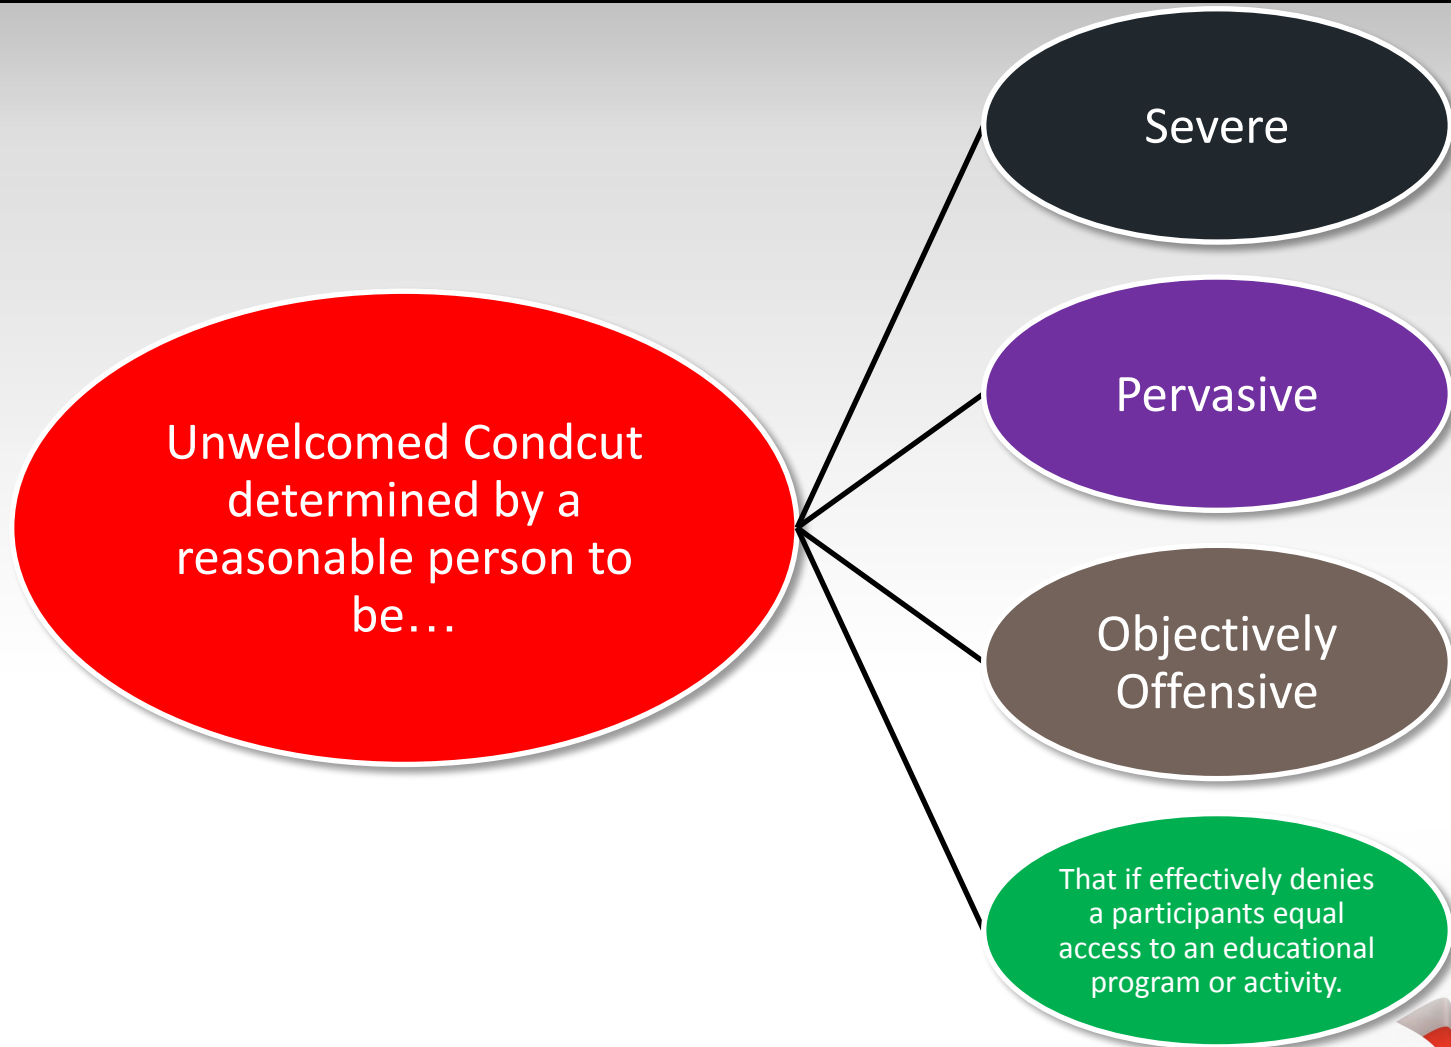 Unwelcomed Condcut
determined by a
reasonable person to
be…
Severe
Pervasive
Objectively
Offensive
That if effectively denies
a participants equal
access to an educational
program or activity.